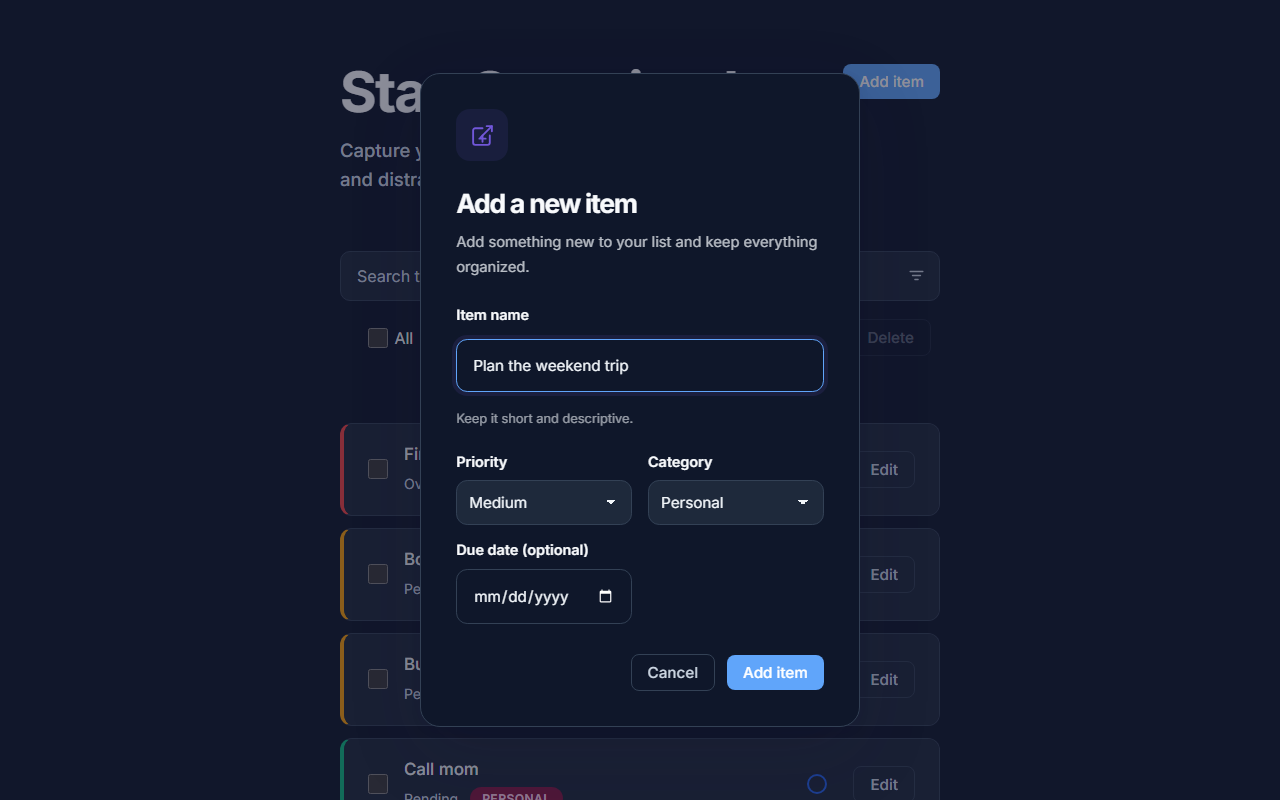 Sta
Add item
Capture
and distra
Add a new item
Add something new to your list and keep everything
organized.
Search
All
Delete
Item name
Plan the weekend trip
Keep it short and descriptive.
Priority
Category
Medium
Personal
Due date (optional)
mm/dd/yyyy
Cancel
Add item
Edit
Edit
Edit
Call mom
Pending
PERSONAL
Edit